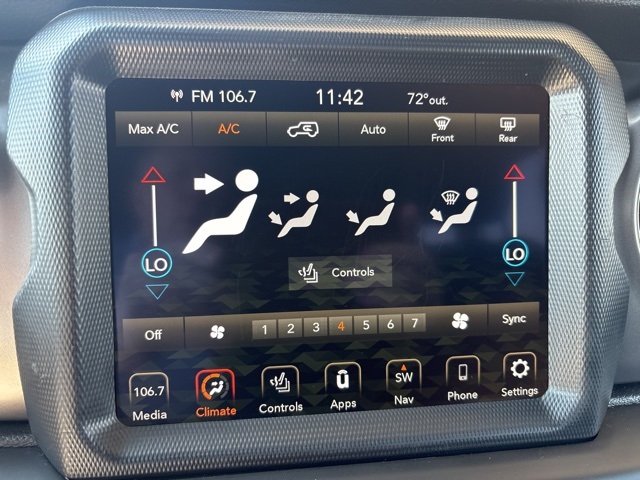 FM 106.7 11:42 72°out.
Max A/C A/C Auto Front Rear
LO LO
Controls
Off 1 2 3 4 5 6 7 Sync
106.7 SW
Media Climate Controls Apps Nav Phone Settings